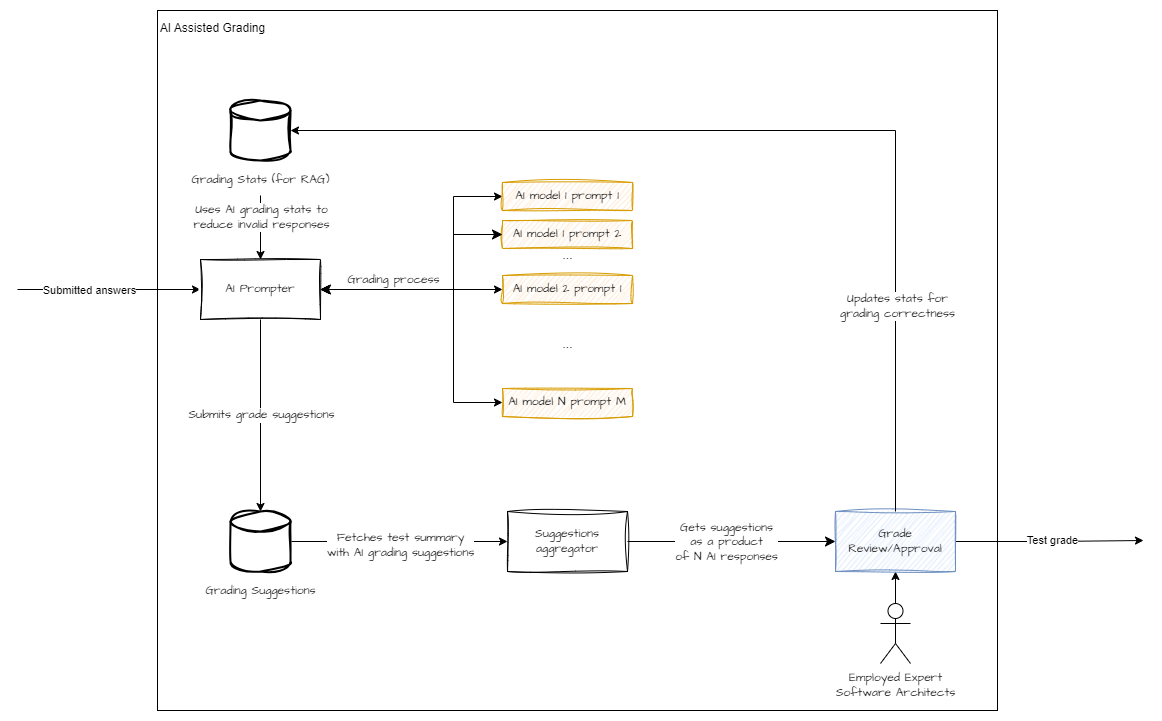 AI Assisted Grading
Grading Stats (for RAG)
Uses AI grading stats to
reduce invalid responses
AI model 1 prompt 1
AI model 1 prompt 2
...
Submitted answers
AI Prompter
Grading process
AI model 2 prompt 1
Updates stats for
grading correctness
...
AI model N prompt M
Submits grade suggestions
Grading Suggestions
Fetches test summary
with AI grading suggestions
Suggestions
aggregator
Gets suggestions
as a product
of N AI responses
Grade
Review/Approval
Test grade
Employed Expert
Software Architects